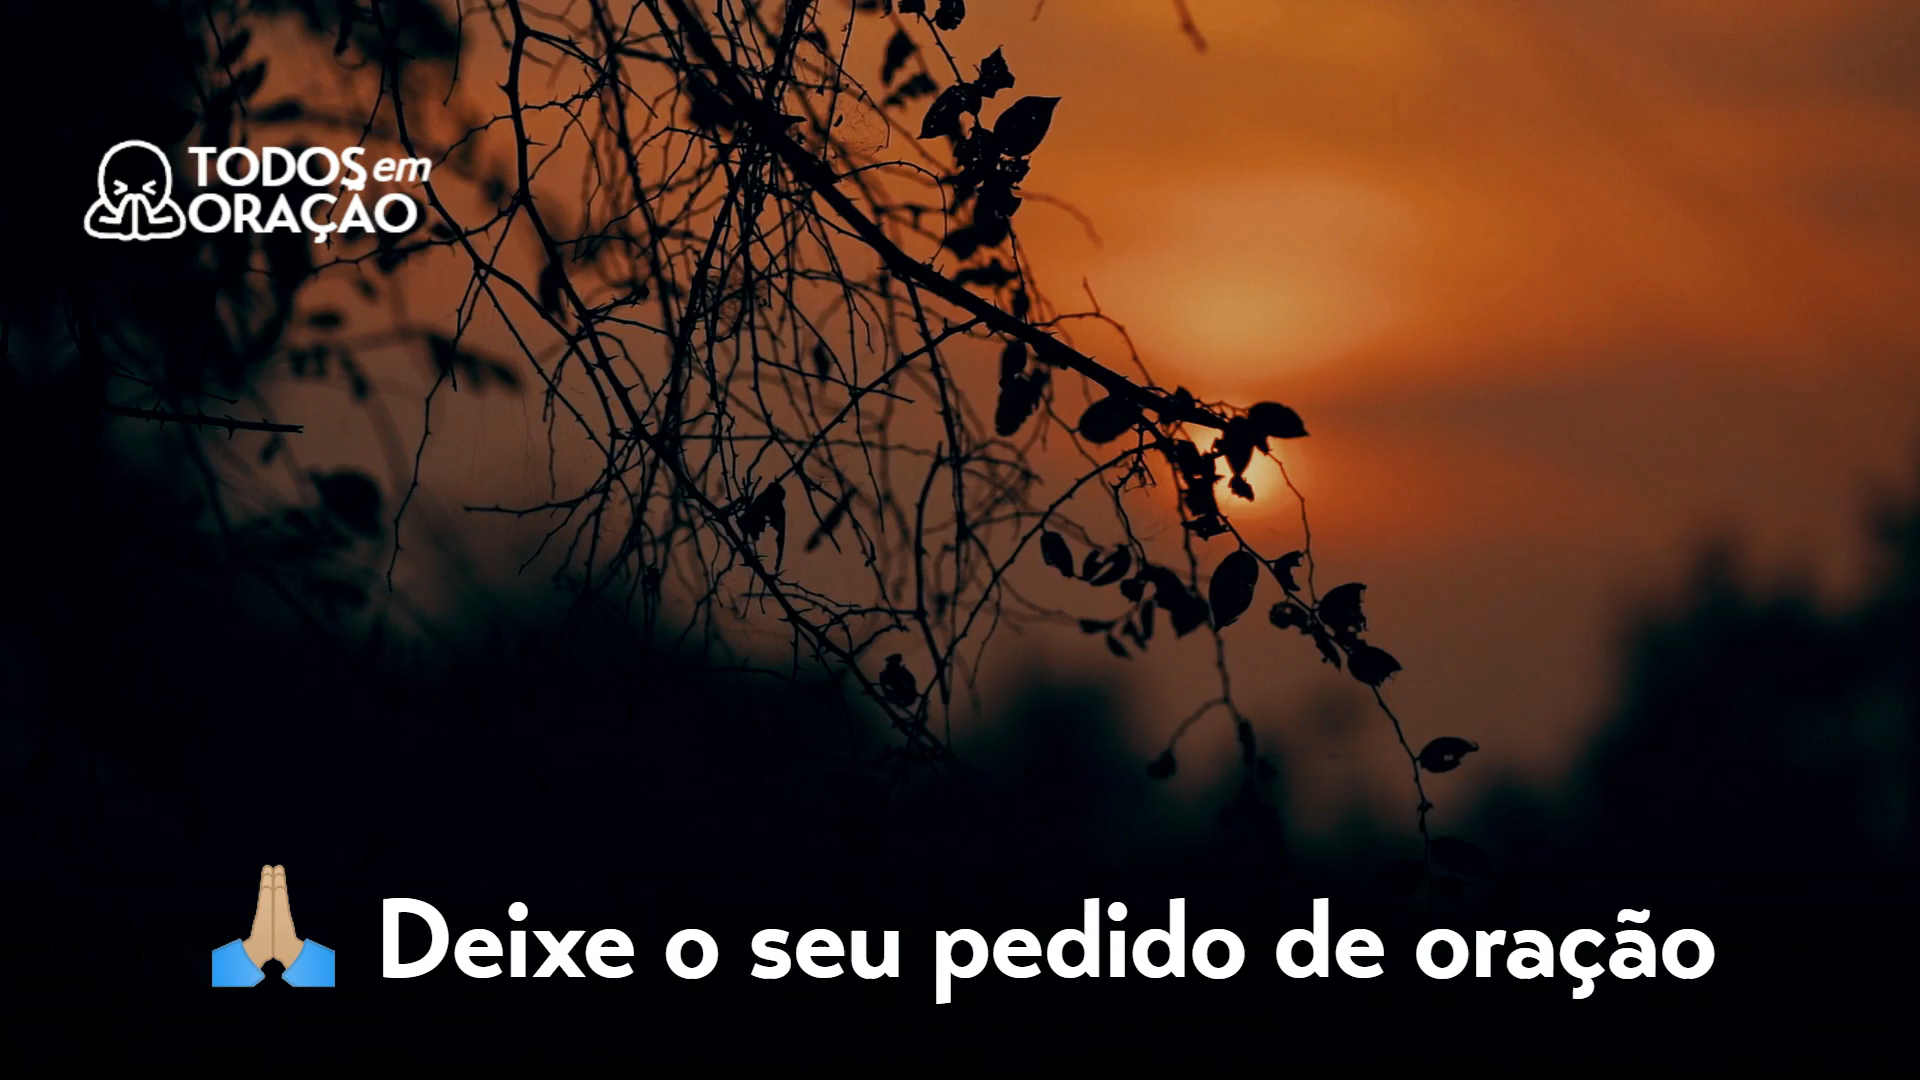 TODOS em
ORAÇÃO
🙏🏼 Deixe o seu pedido de oração